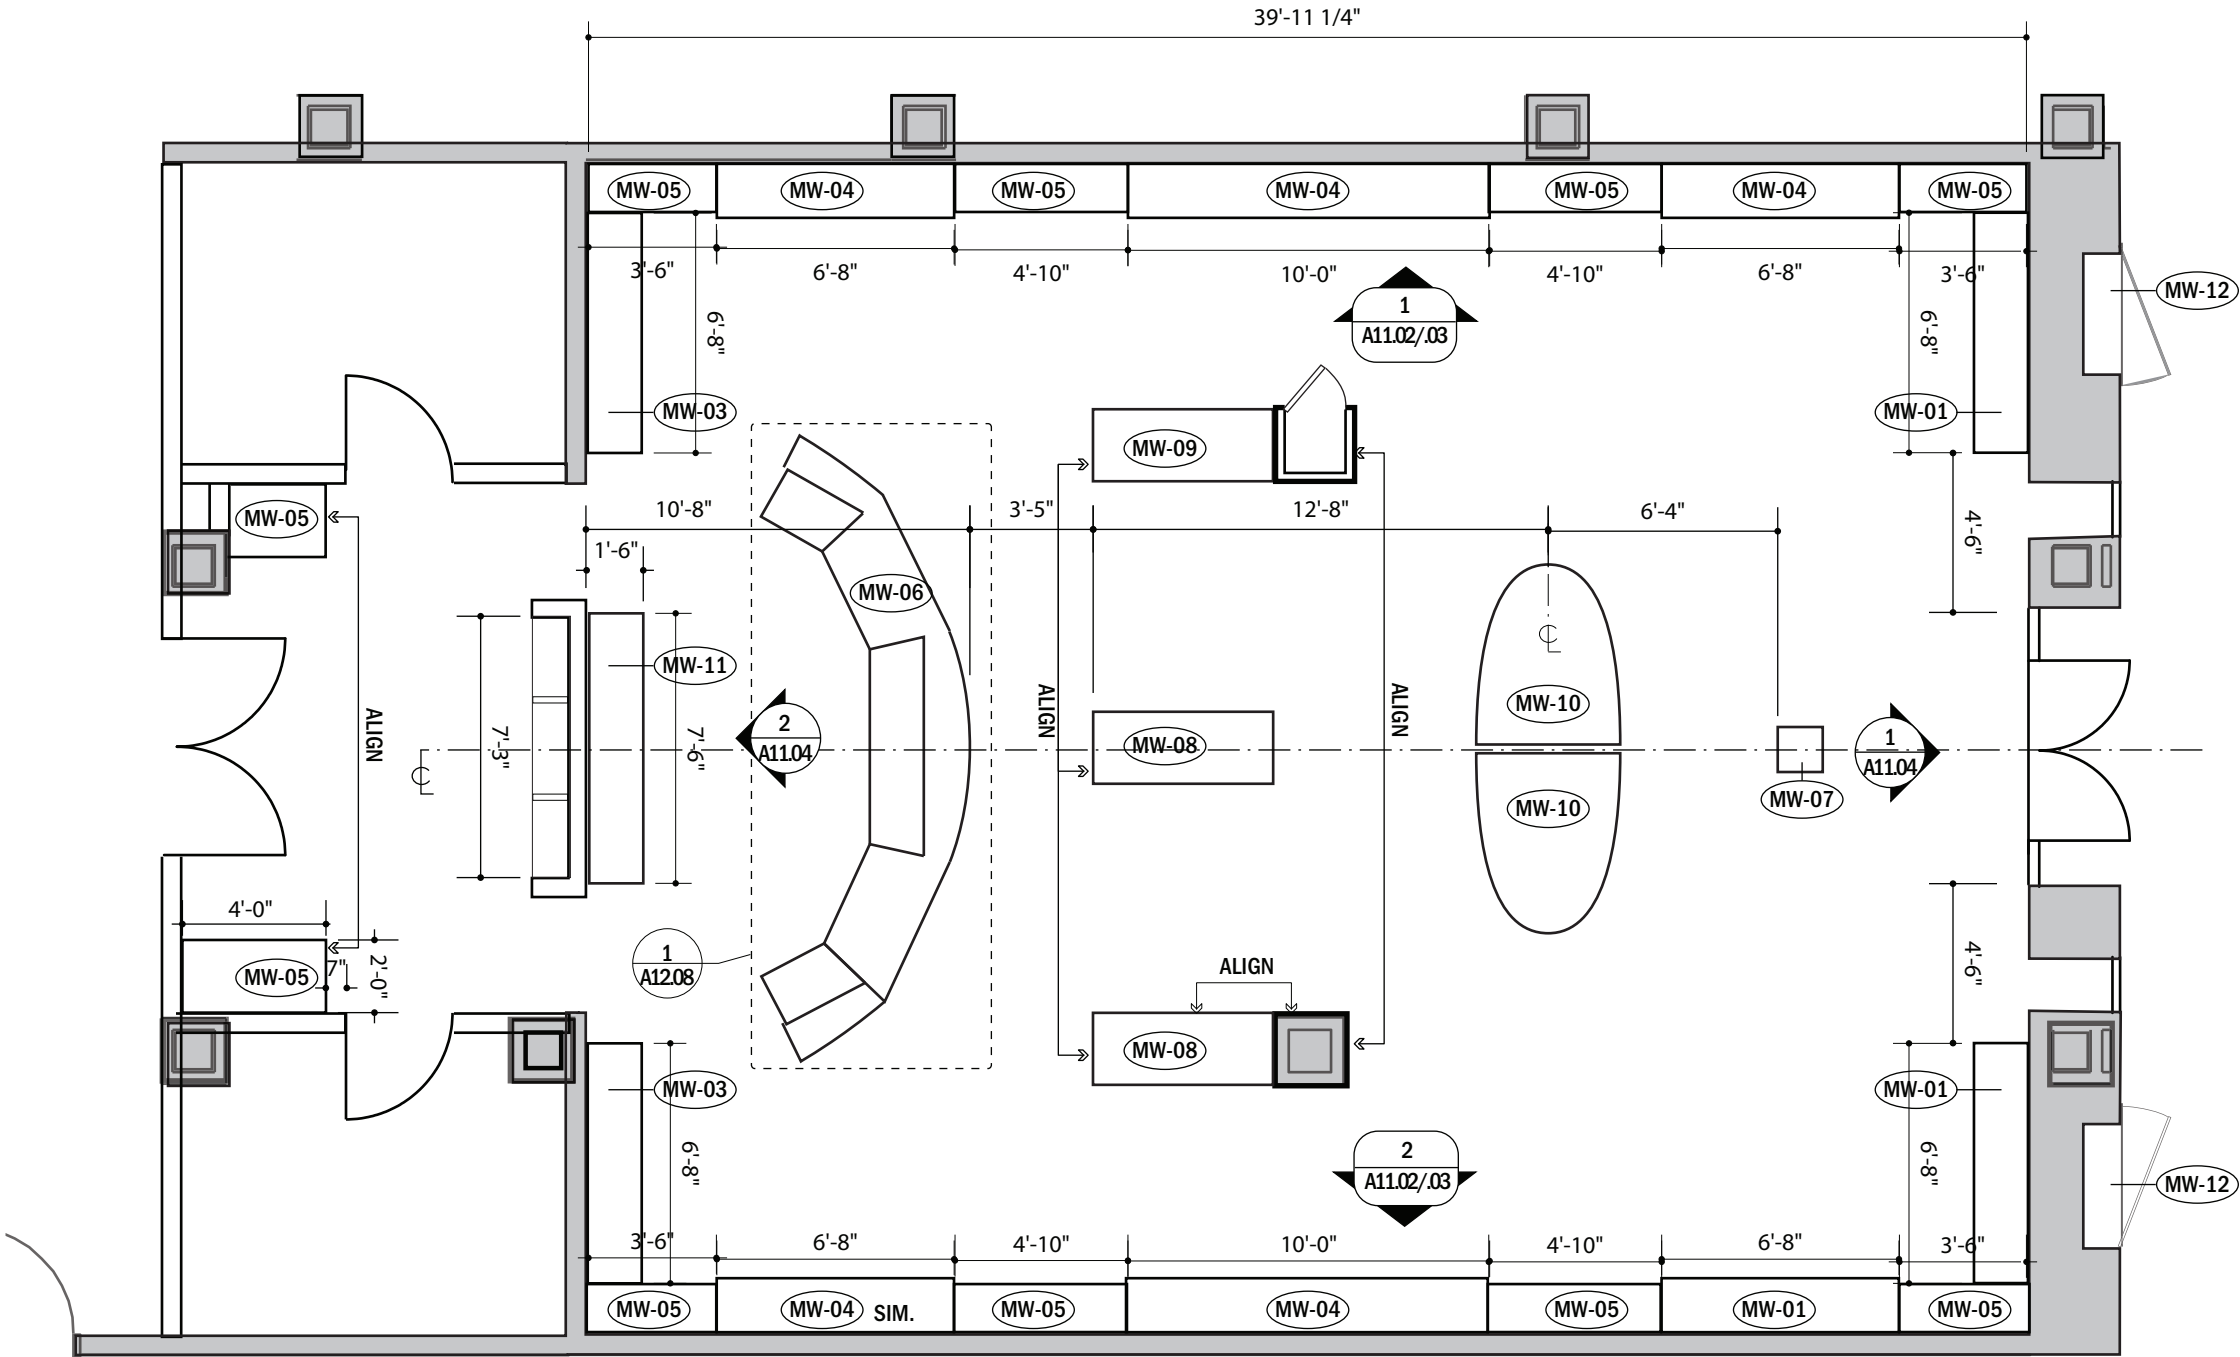 39'-11 1/4"
MW-05 MW-04 MW-05 MW-04 MW-05 MW-04 MW-05
3'-6" 6'-8" 4'-10" 10'-0" 4'-10" 6'-8" 3'-6"
MW-12
1
A11.02/.03
6'-8"
6'-8"
MW-03
MW-01
MW-09
10'-8" 3'-5" 12'-8" 6'-4"
MW-05
4'-6"
1'-6"
MW-06
℄
MW-11
ALIGN
ALIGN
ALIGN
MW-10
7'-3"
7'-6"
2
A11.04
MW-08
1
A11.04
℄
MW-07
MW-10
4'-0"
1
A12.08
ALIGN
MW-05
7"
2'-0"
4'-6"
MW-08
MW-03
MW-01
6'-8"
6'-8"
2
A11.02/.03
MW-12
3'-6" 6'-8" 4'-10" 10'-0" 4'-10" 6'-8" 3'-6"
MW-05 MW-04 SIM. MW-05 MW-04 MW-05 MW-01 MW-05